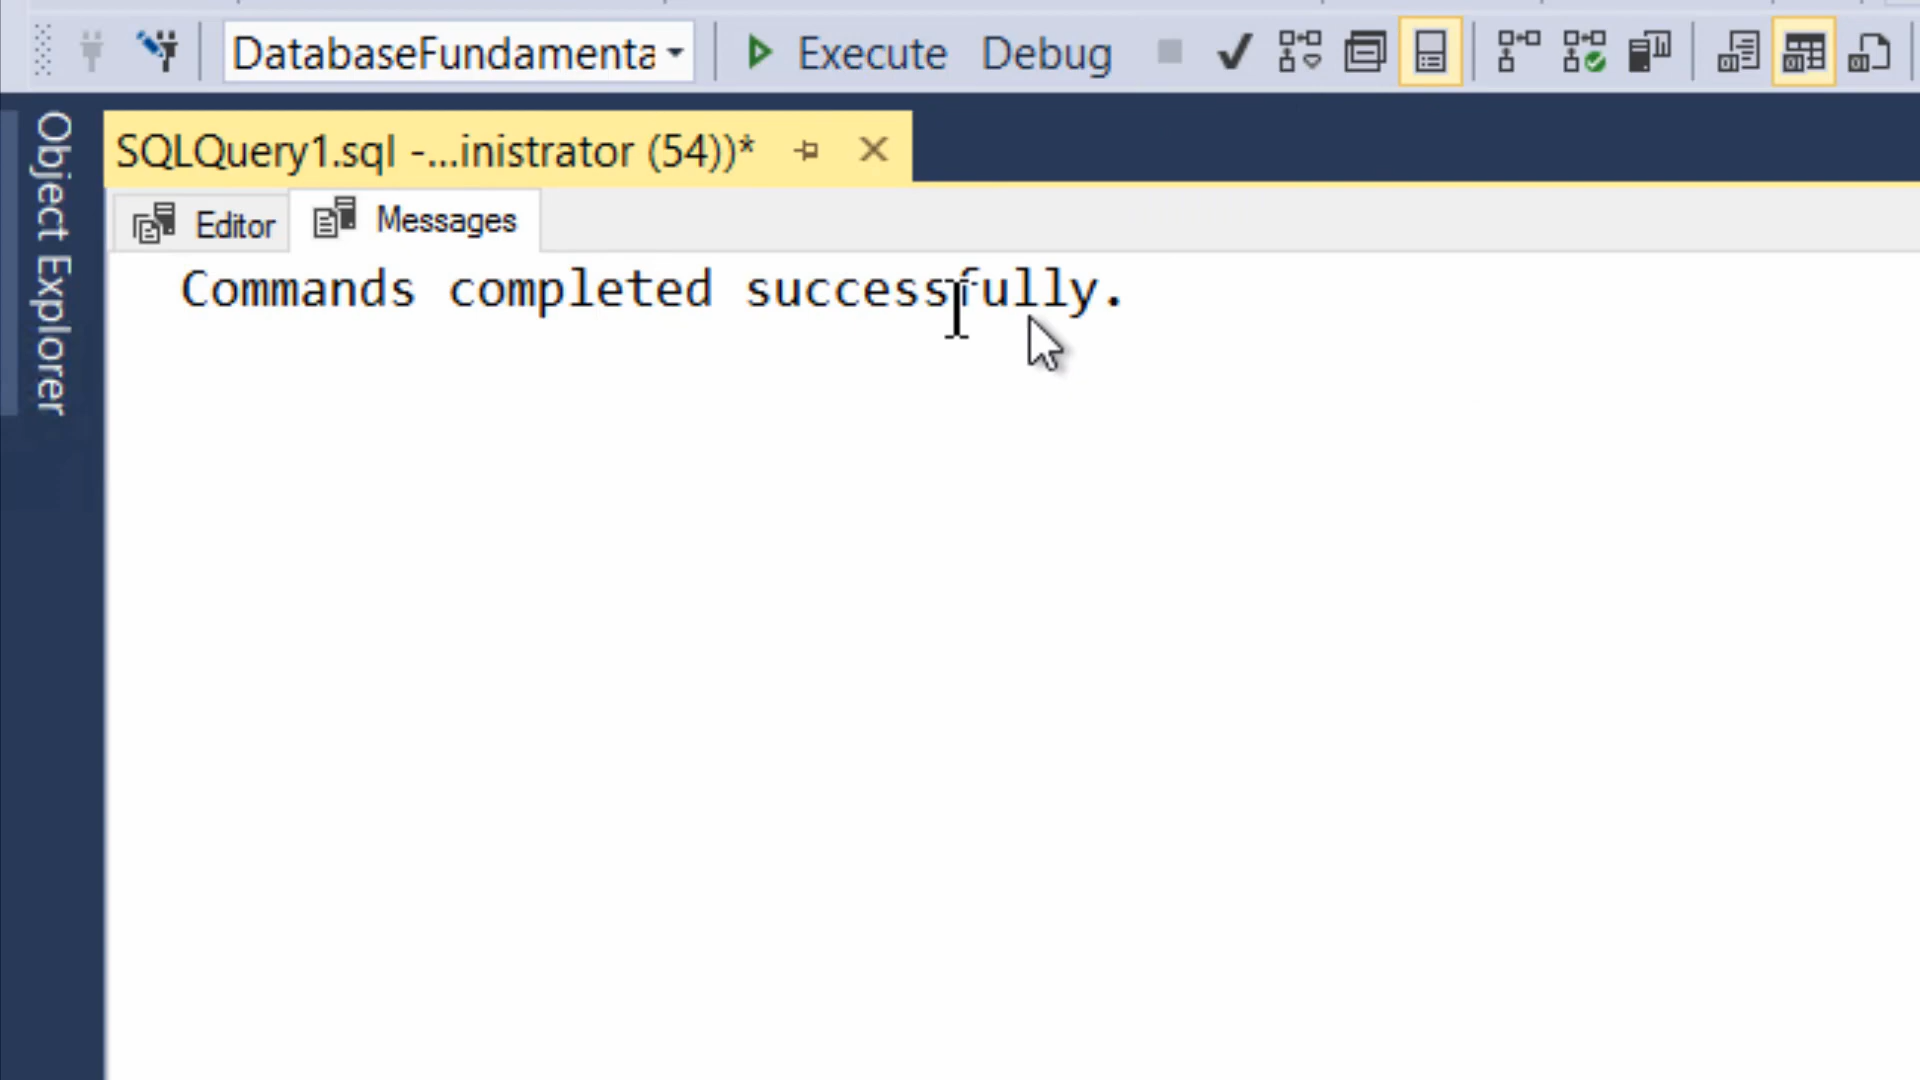 DatabaseFundamenta Execute Debug
SQLQuery1.sql -...inistrator (54))*
Editor Messages
Commands completed successfully.
Object Explorer